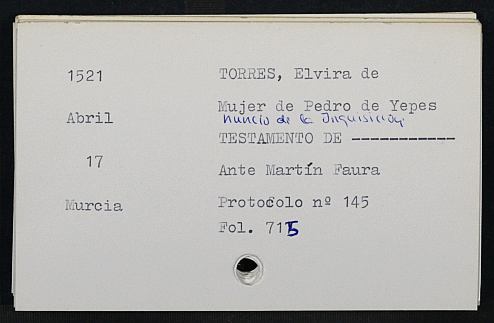 1521
TORRES, Elvira de
Mujer de Pedro de Yepes
Abril
nuncio de la Inquisición
TESTAMENTO DE -----------
17
Ante Martín Faura
Murcia
Protocolo nº 145
Fol. 715